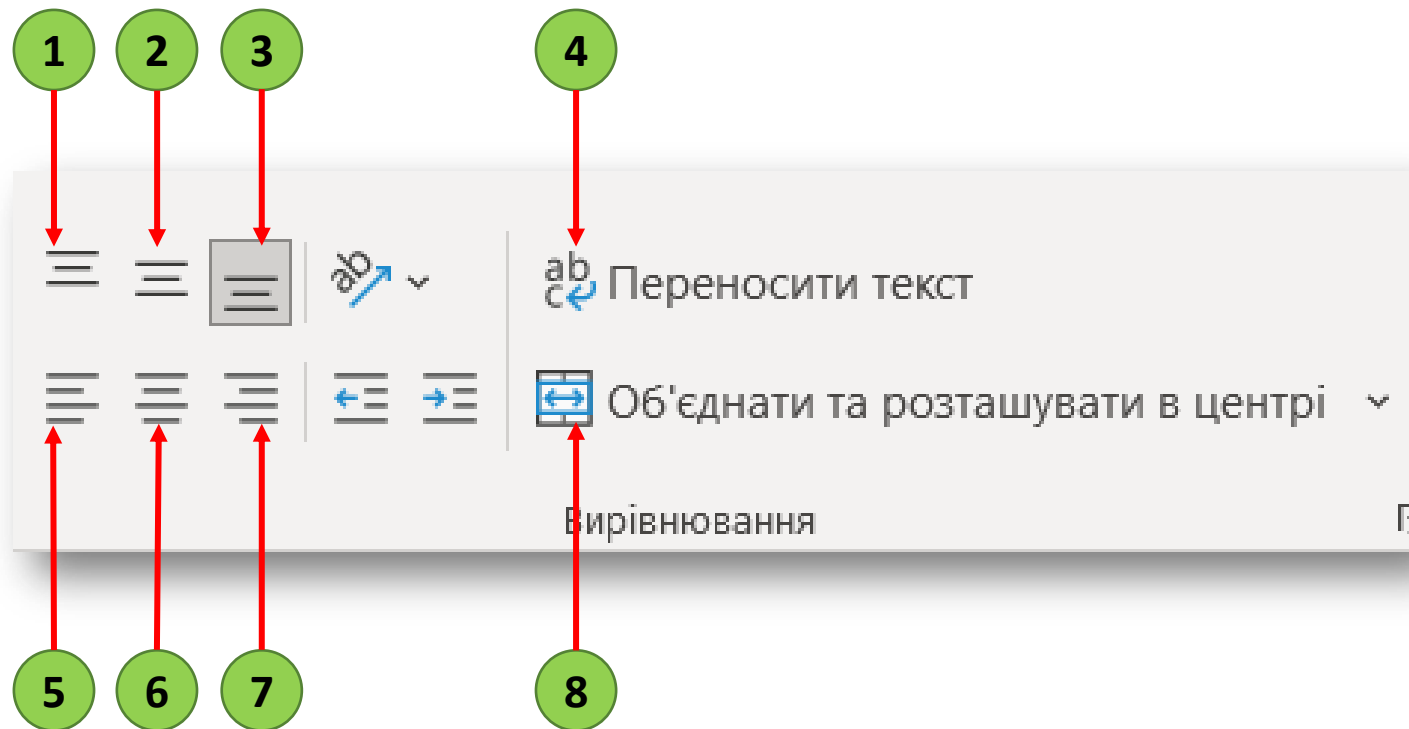 1 2 3 4
Переносити текст
Об'єднати та розташувати в центрі
Вирівнювання
5 6 7 8